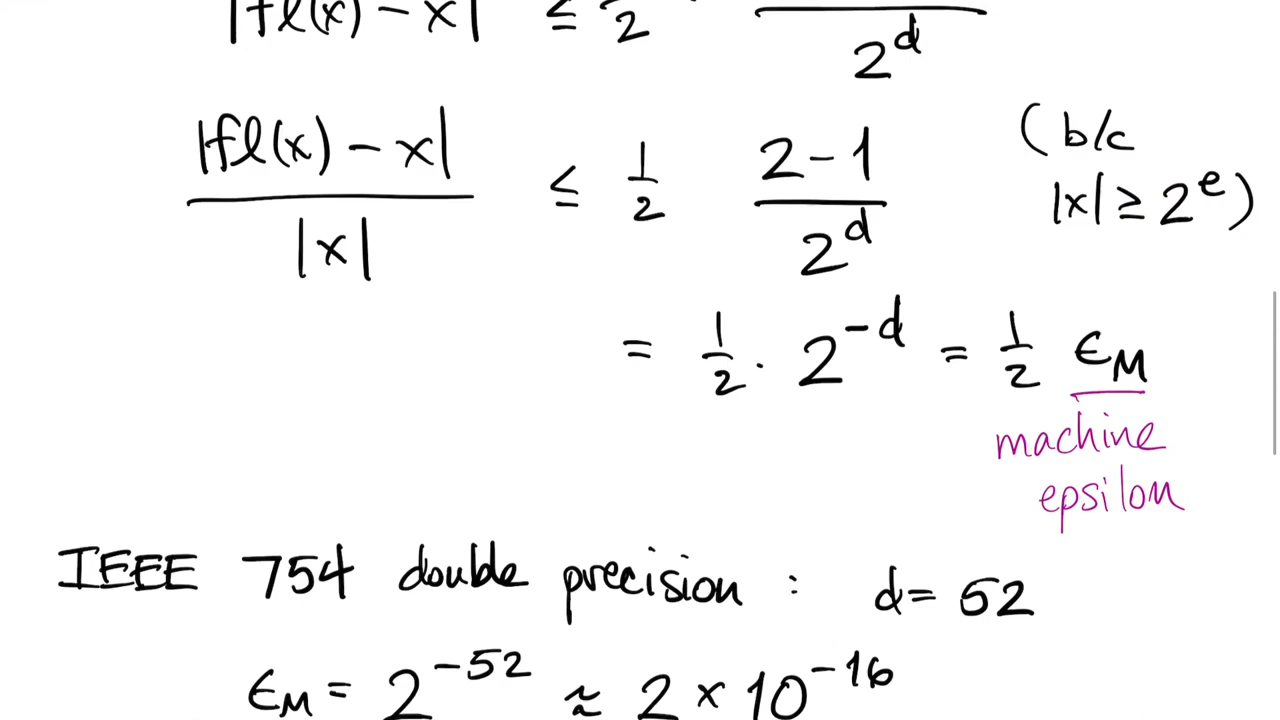 |fl(x) - x| ≤ 1/2 · / 2^d
|fl(x) - x| / |x| ≤ 1/2 (2 - 1) / 2^d (b/c |x| ≥ 2^e)
= 1/2 · 2^-d = 1/2 ϵ_M
machine
epsilon
IEEE 754 double precision : d = 52
ϵ_M = 2^-52 ≈ 2 × 10^-16